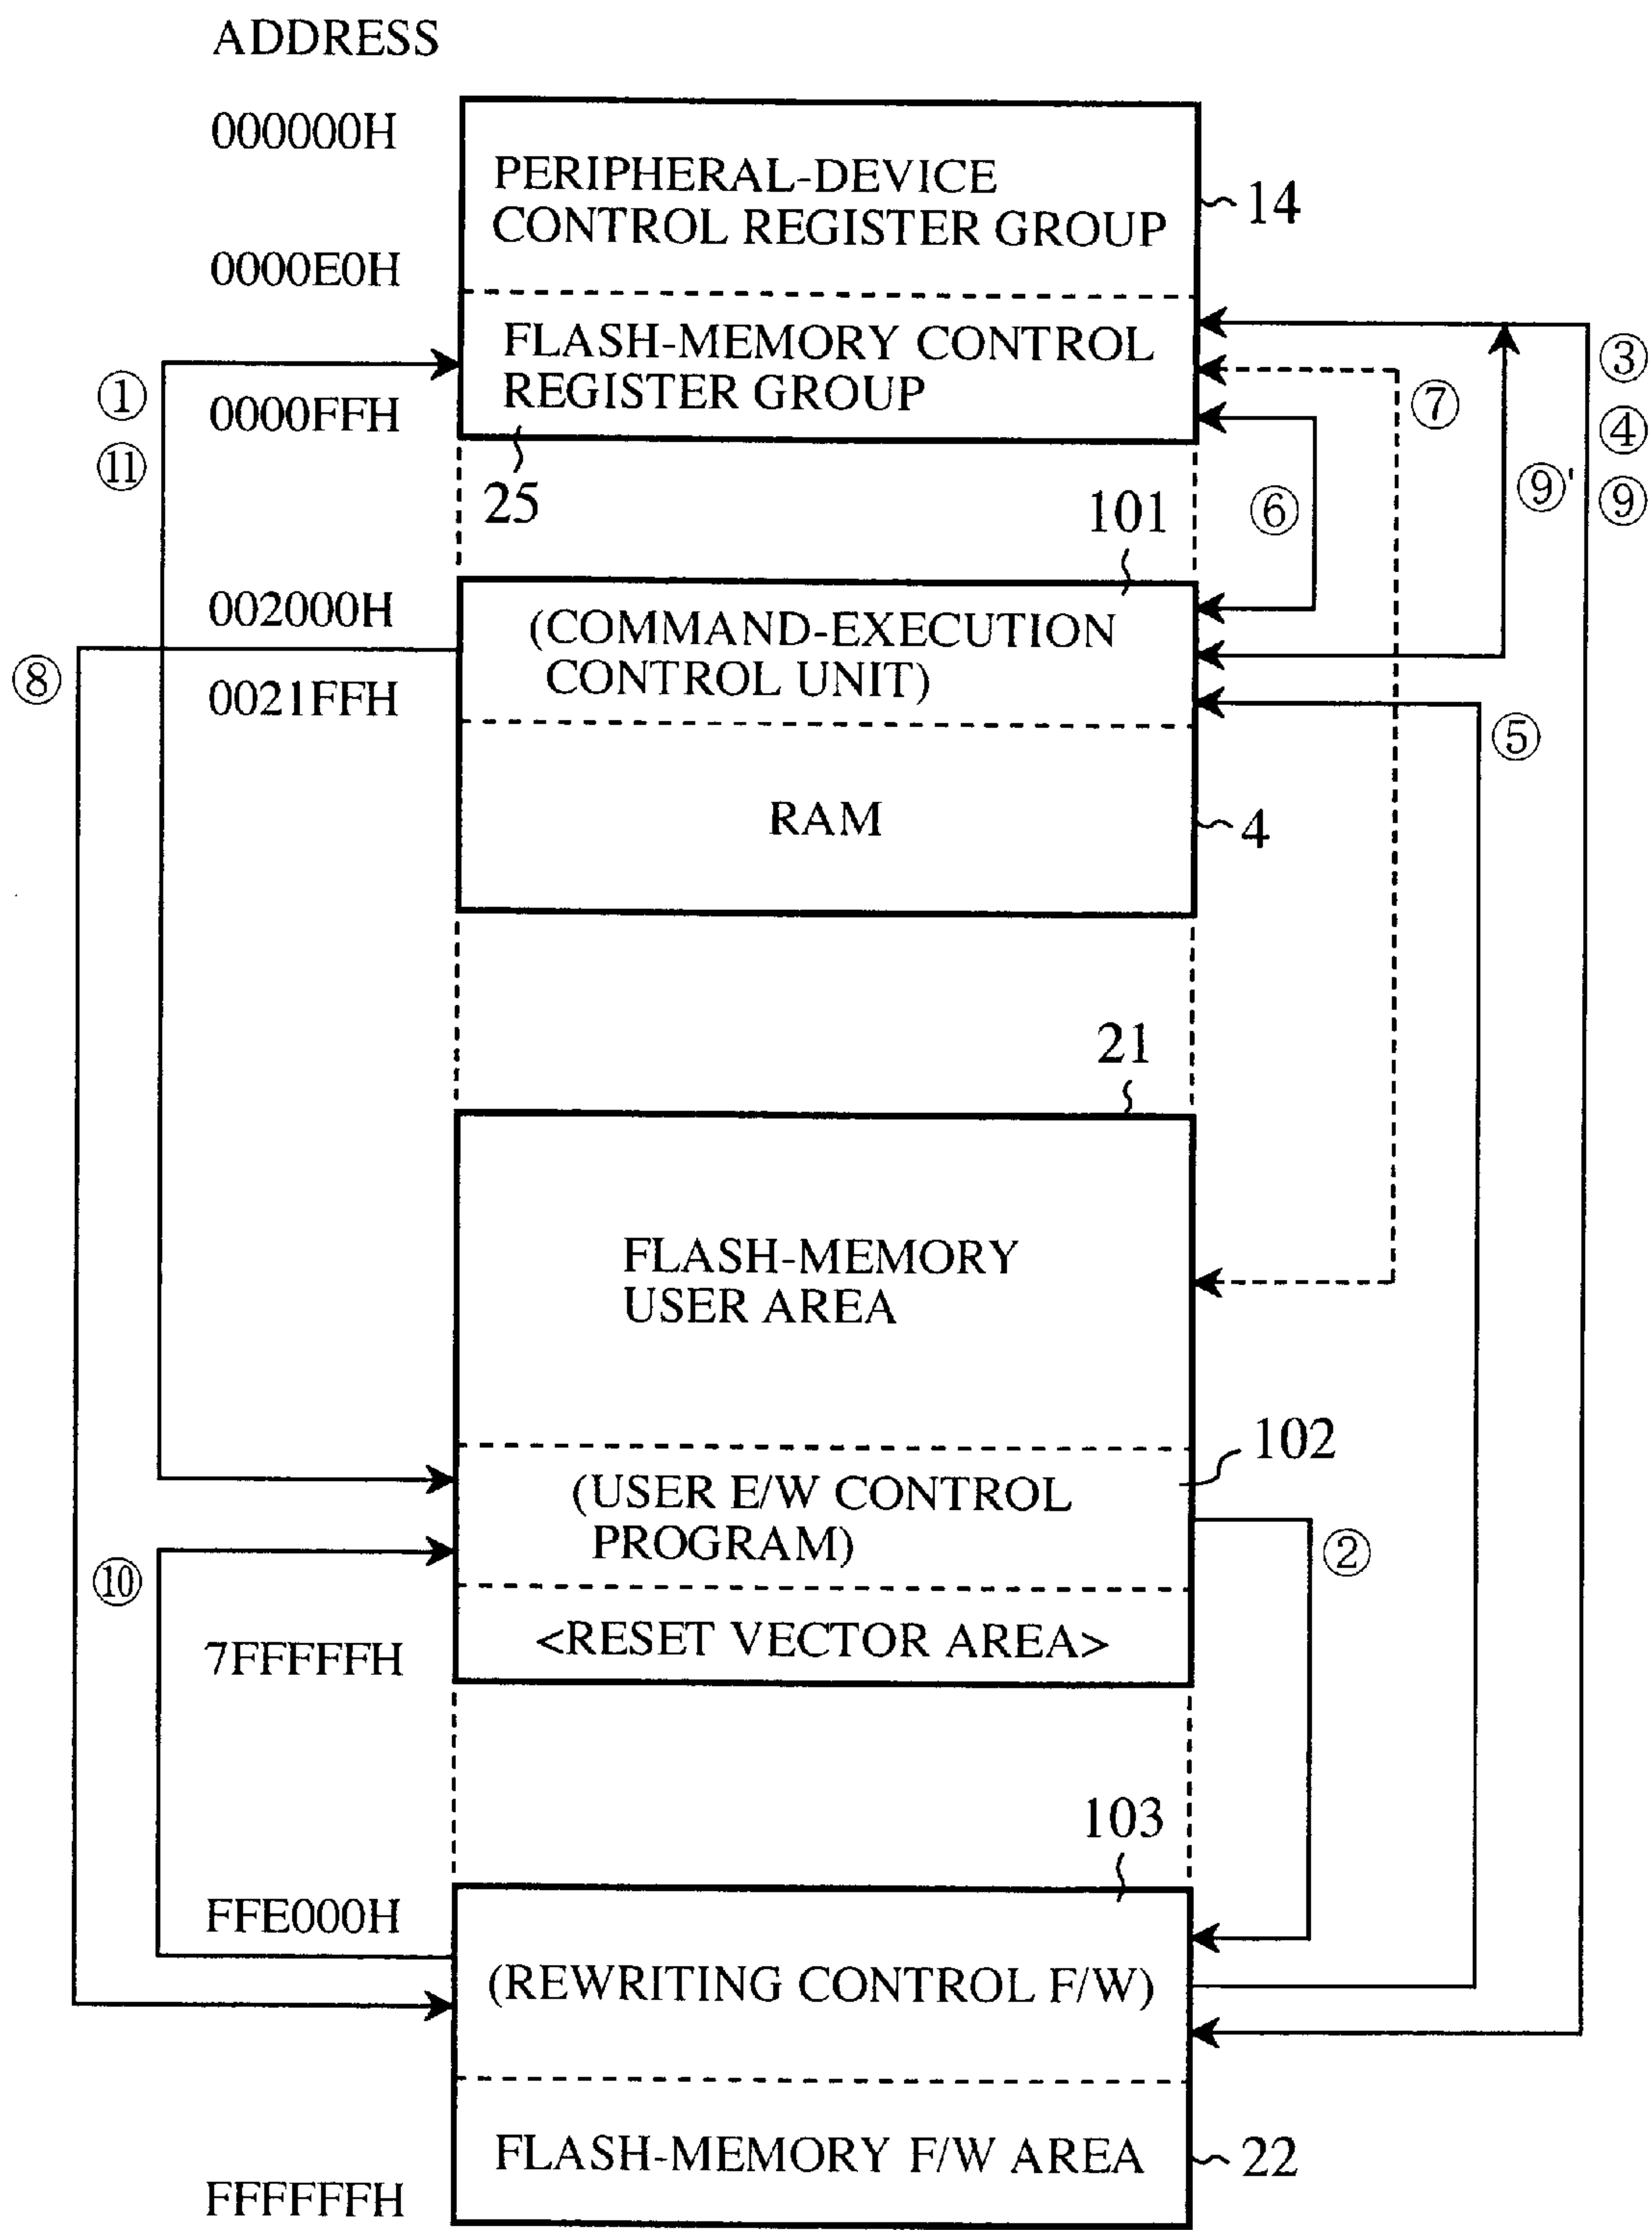 ADDRESS
000000H
PERIPHERAL-DEVICE
CONTROL REGISTER GROUP
14
0000E0H
FLASH-MEMORY CONTROL
REGISTER GROUP
①
⑪
0000FFH
③
④
⑨
⑦
⑨'
⑥
25
101
002000H
(COMMAND-EXECUTION
CONTROL UNIT)
⑧
0021FFH
⑤
RAM
4
21
FLASH-MEMORY
USER AREA
102
(USER E/W CONTROL
PROGRAM)
②
⑩
<RESET VECTOR AREA>
7FFFFFH
103
FFE000H
(REWRITING CONTROL F/W)
FLASH-MEMORY F/W AREA
22
FFFFFFH